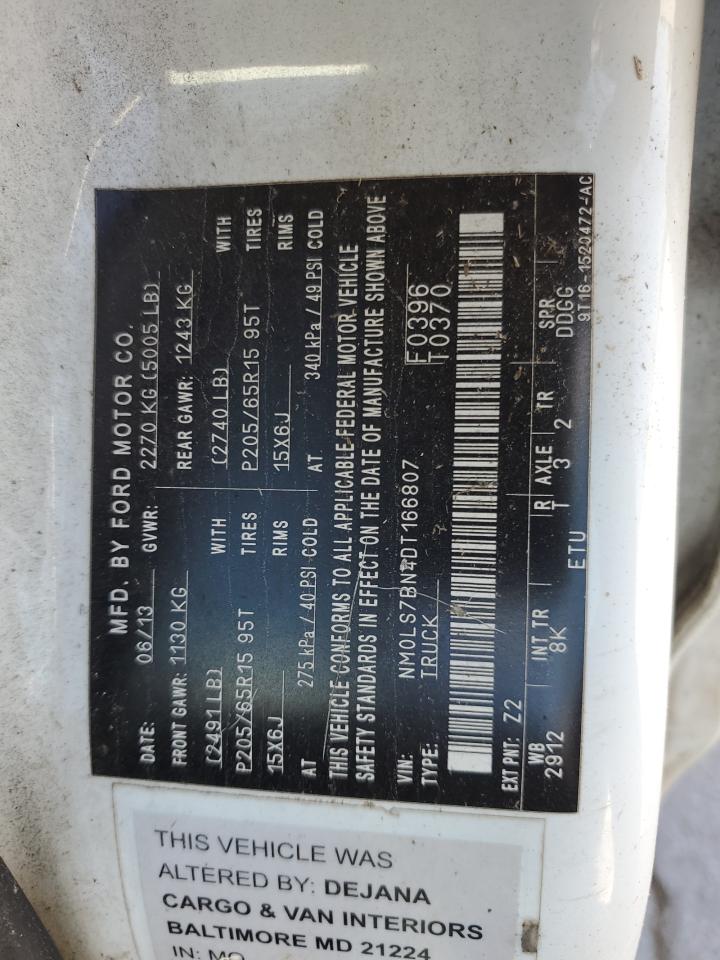 MFD. BY FORD MOTOR CO.
DATE: 06/13 GVWR: 2270 KG (5005 LB)
FRONT GAWR: 1130 KG REAR GAWR: 1243 KG
(2491LB) WITH (2740LB) WITH
P205/65R15 95T TIRES P205/65R15 95T TIRES
15X6J RIMS 15X6J RIMS
AT 275 kPa/40 PSI COLD AT 340 kPa/49 PSI COLD
THIS VEHICLE CONFORMS TO ALL APPLICABLE FEDERAL MOTOR VEHICLE
SAFETY STANDARDS IN EFFECT ON THE DATE OF MANUFACTURE SHOWN ABOVE
VIN: NM0LS7BN4DT166807 F0396
TYPE: TRUCK T0370
EXT PNT: Z2
WB INT TR R AXLE TR SPR
2912 8K T 3 2 DDGG
ETU 9T16-1520472-AC
THIS VEHICLE WAS
ALTERED BY: DEJANA
CARGO & VAN INTERIORS
BALTIMORE MD 21224
IN: MO